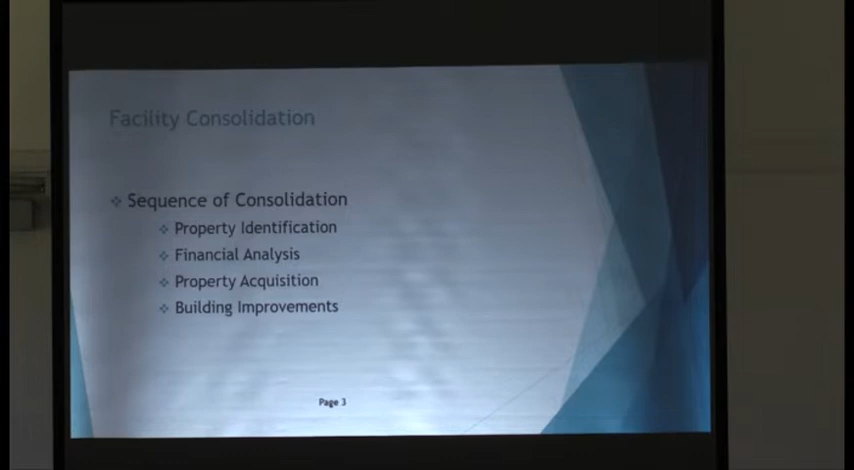 Facility Consolidation
Sequence of Consolidation
Property Identification
Financial Analysis
Property Acquisition
Building Improvements
Page 3